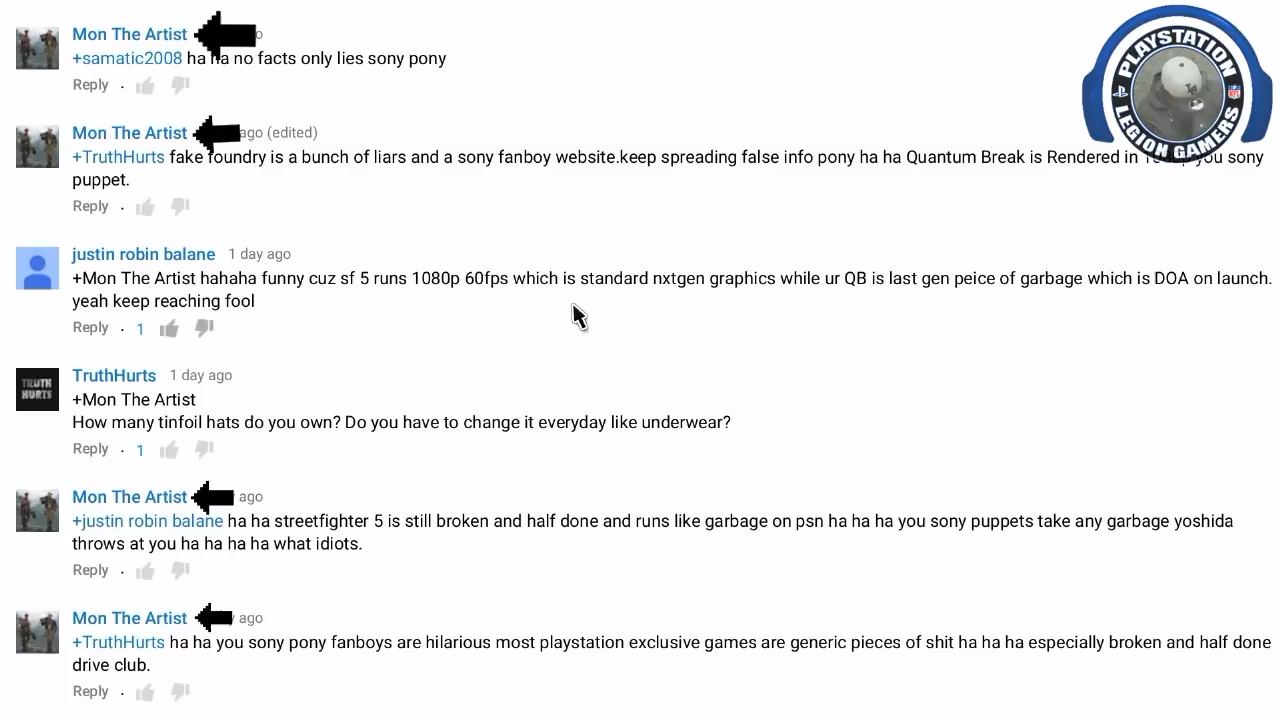 Mon The Artist
+samatic2008 ha ha no facts only lies sony pony
Reply
Mon The Artist ago (edited)
+TruthHurts fake foundry is a bunch of liars and a sony fanboy website.keep spreading false info pony ha ha Quantum Break is Rendered in you sony
puppet.
Reply
justin robin balane 1 day ago
+Mon The Artist hahaha funny cuz sf 5 runs 1080p 60fps which is standard nxtgen graphics while ur QB is last gen peice of garbage which is DOA on launch.
yeah keep reaching fool
Reply · 1
TruthHurts 1 day ago
+Mon The Artist
How many tinfoil hats do you own? Do you have to change it everyday like underwear?
Reply · 1
Mon The Artist ago
+justin robin balane ha ha streetfighter 5 is still broken and half done and runs like garbage on psn ha ha ha you sony puppets take any garbage yoshida
throws at you ha ha ha ha what idiots.
Reply
Mon The Artist ago
+TruthHurts ha ha you sony pony fanboys are hilarious most playstation exclusive games are generic pieces of shit ha ha ha especially broken and half done
drive club.
Reply
PLAYSTATION
LEGION GAMERS
TRUTH
HURTS